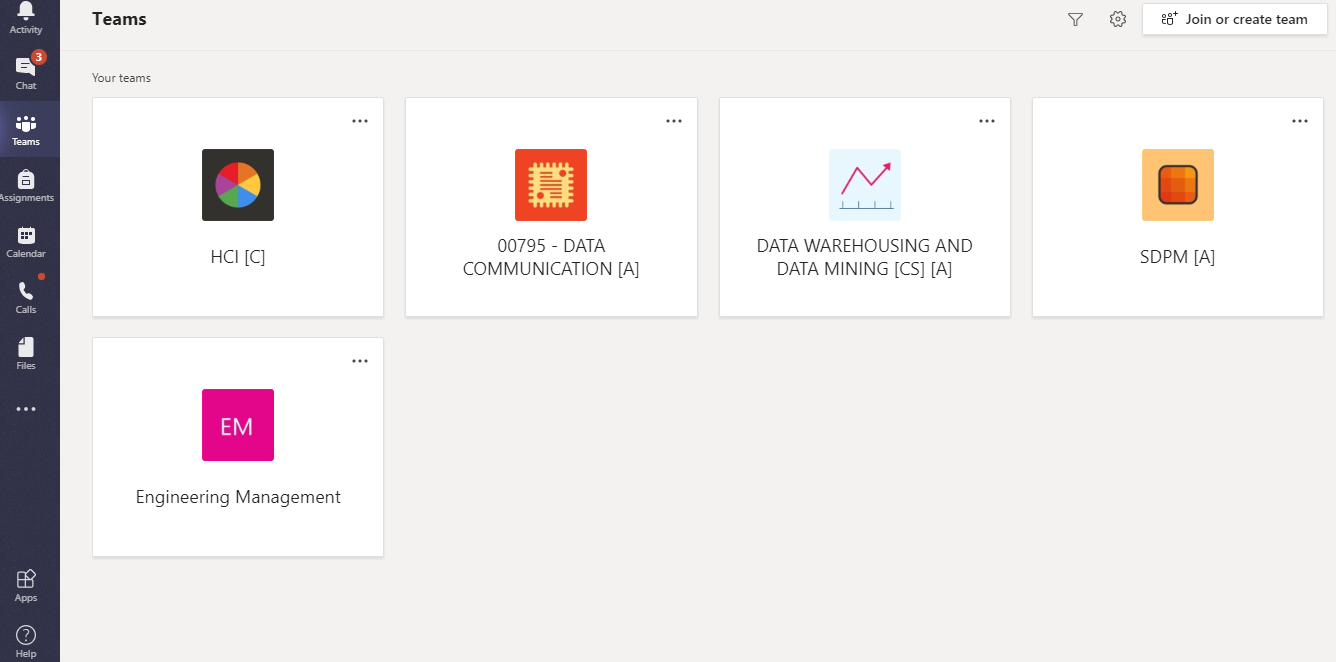 Teams
Join or create team
Activity
3
Chat
Teams
Assignments
Calendar
Calls
Files
Apps
Help
Your teams
HCI [C]
00795 - DATA
COMMUNICATION [A]
DATA WAREHOUSING AND
DATA MINING [CS] [A]
SDPM [A]
EM
Engineering Management